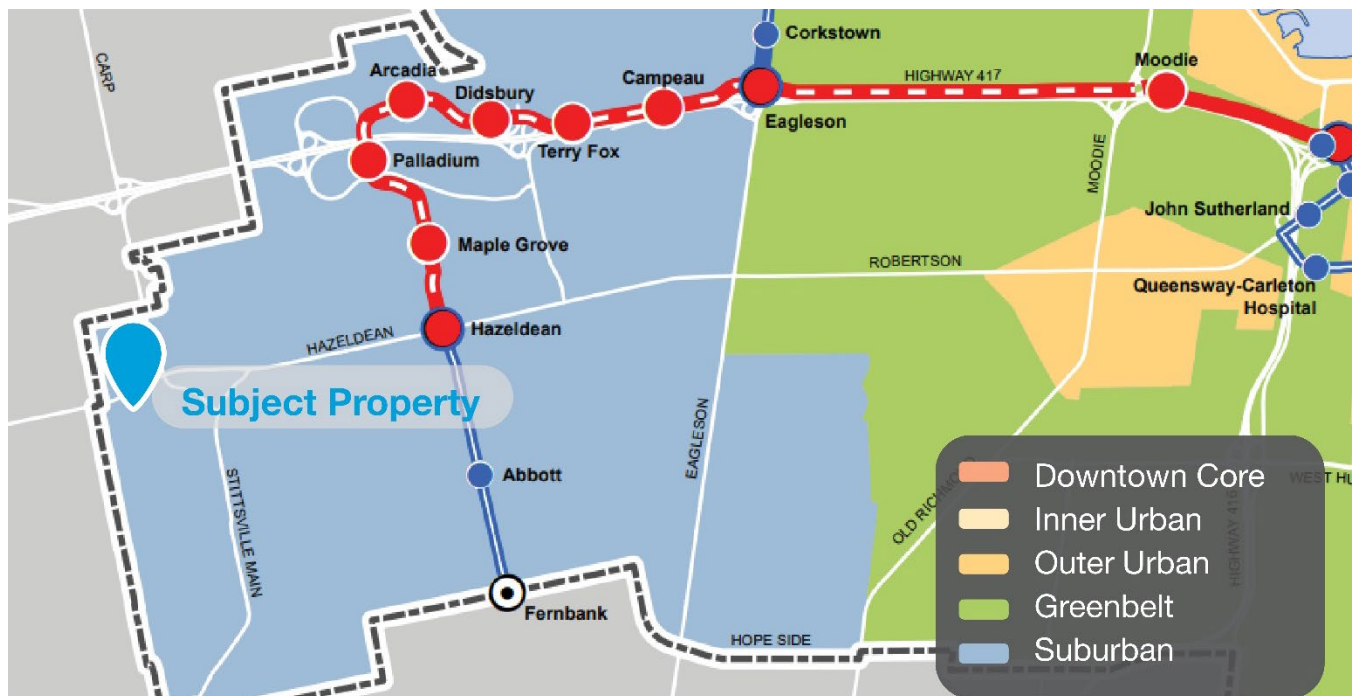 Corkstown
CARP
Arcadia
Didsbury
Campeau
HIGHWAY 417
Moodie
Eagleson
Terry Fox
Palladium
MOODIE
John Sutherland
Maple Grove
ROBERTSON
Queensway-Carleton
Hospital
HAZELDEAN
Hazeldean
Subject Property
EAGLESON
STITTSVILLE MAIN
Abbott
OLD RICHMOND
HIGHWAY 416
Fernbank
HOPE SIDE
Downtown Core
Inner Urban
Outer Urban
Greenbelt
Suburban